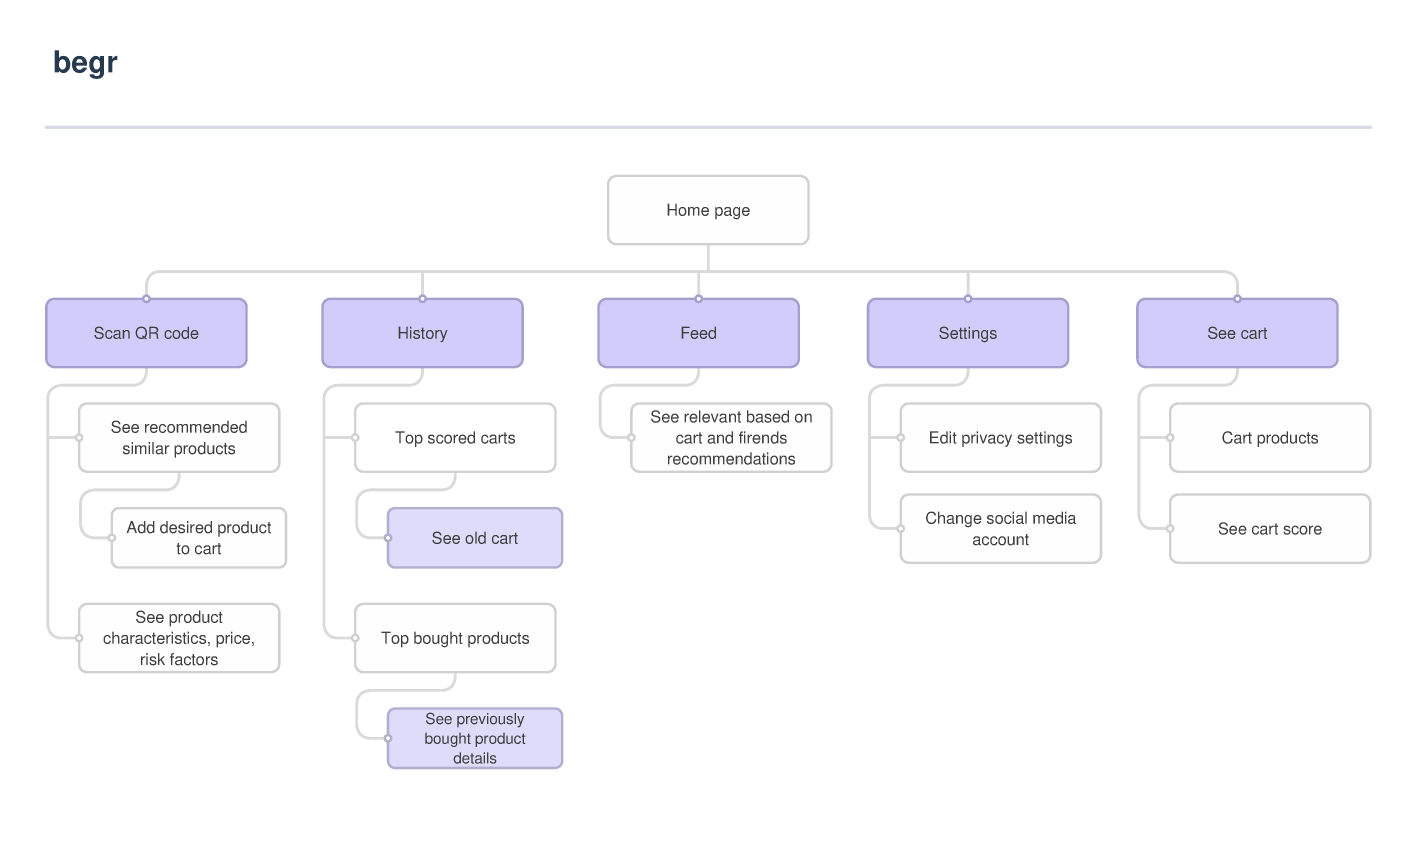 begr
Home page
Scan QR code
History
Feed
Settings
See cart
See recommended
similar products
Add desired product
to cart
See product
characteristics, price,
risk factors
Top scored carts
See old cart
Top bought products
See previously
bought product
details
See relevant based on
cart and firends
recommendations
Edit privacy settings
Change social media
account
Cart products
See cart score